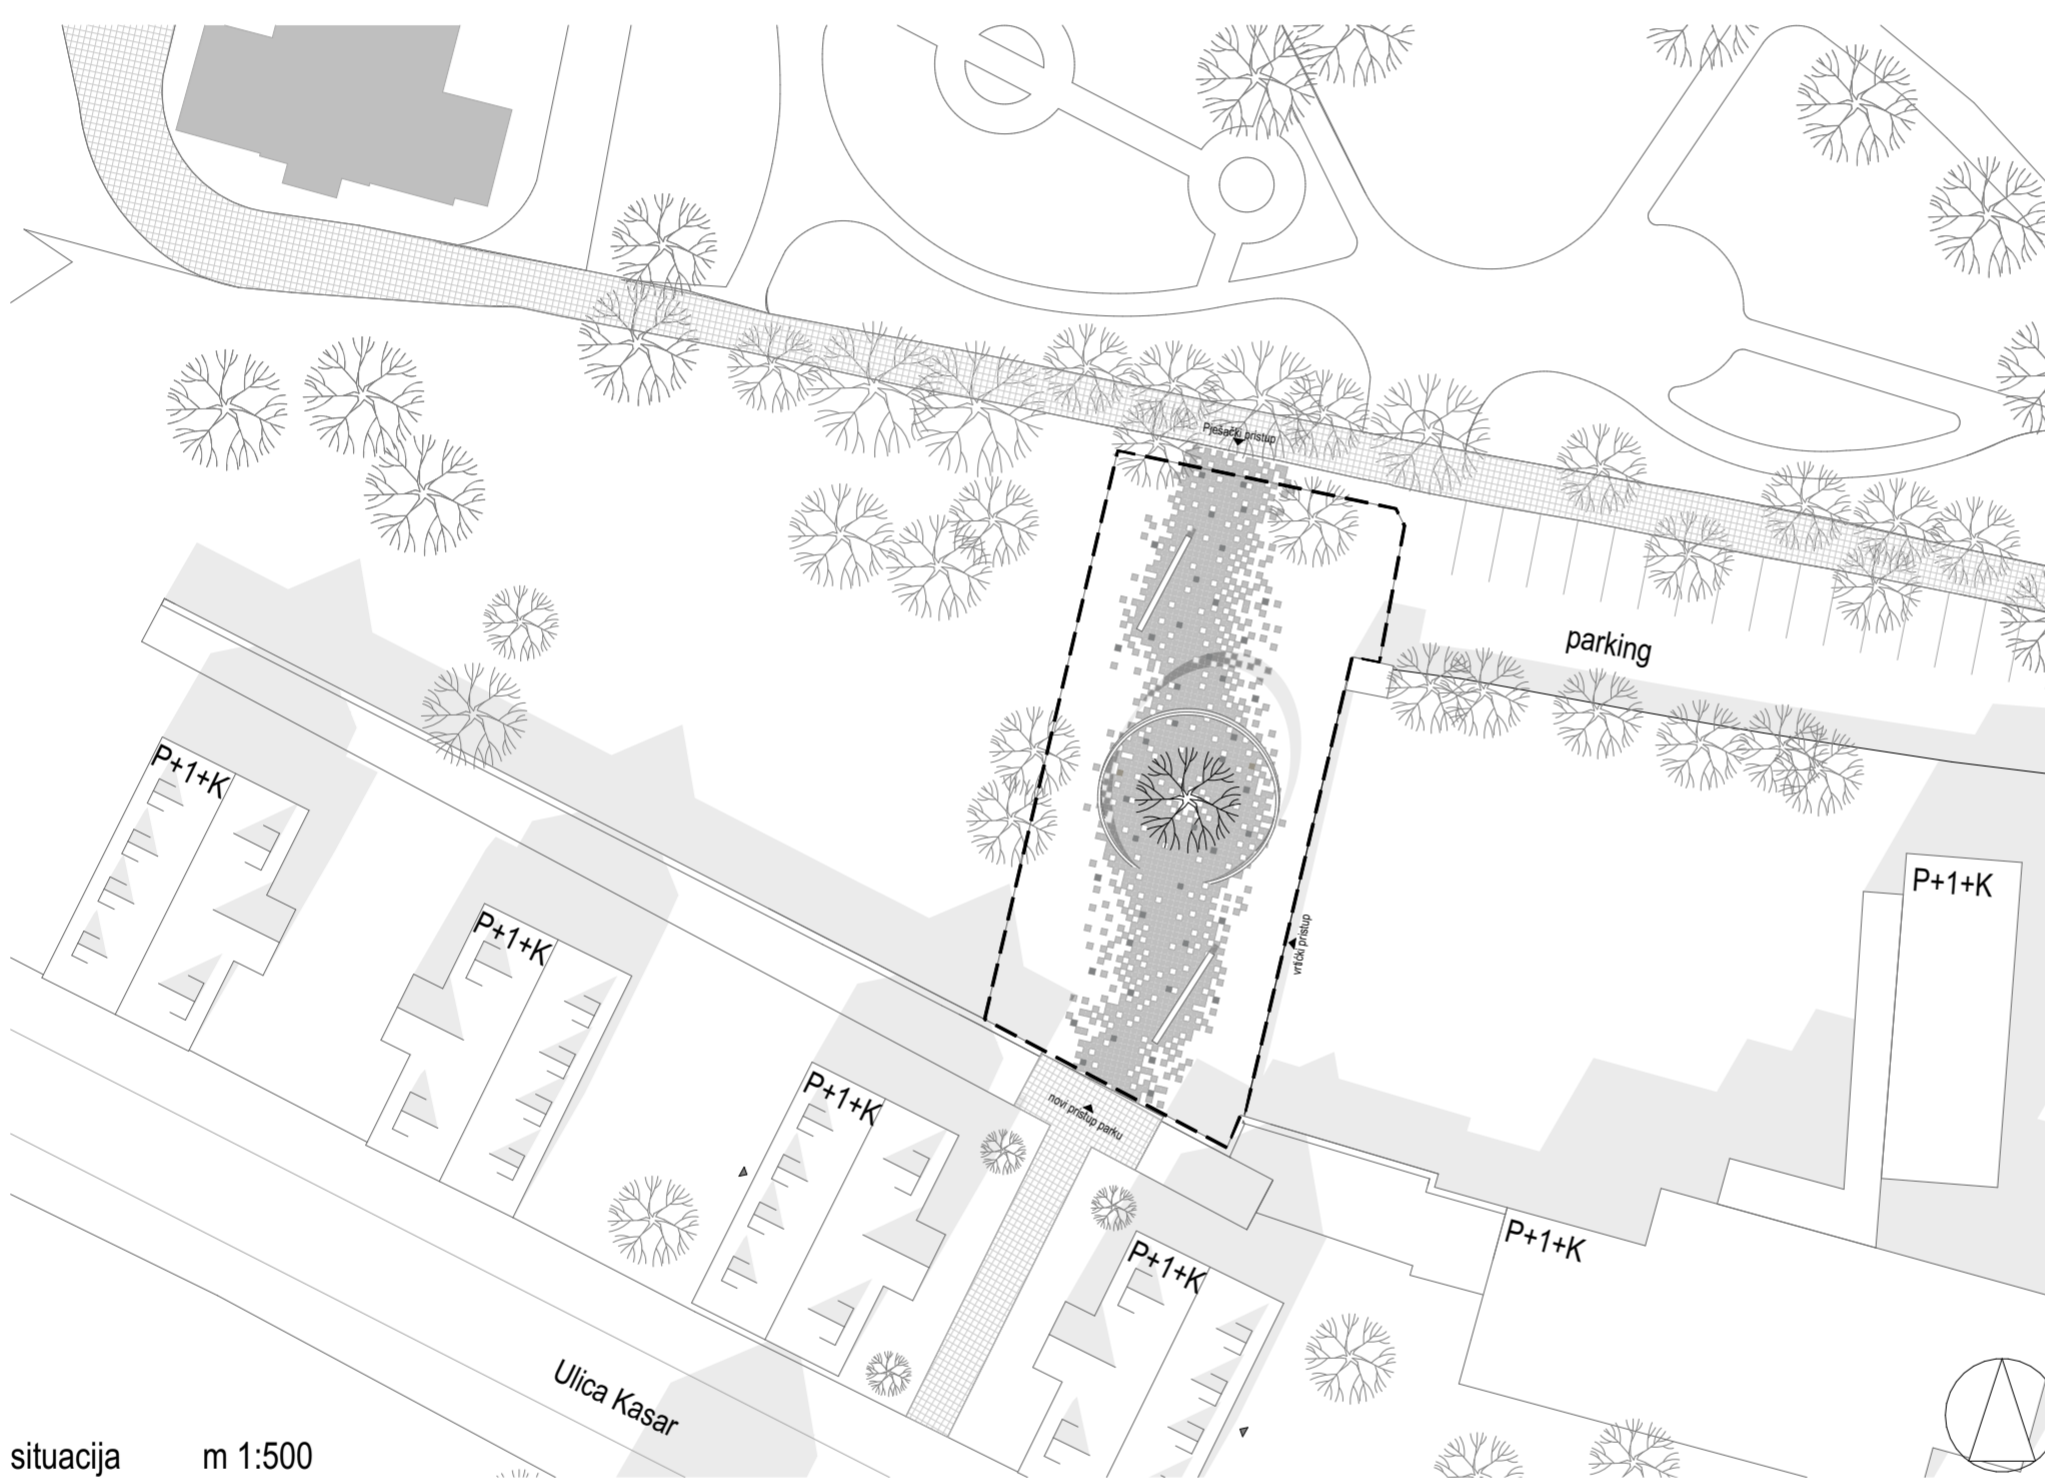 Pješački pristup
parking
P+1+K
P+1+K
P+1+K
vrtićki pristup
P+1+K
novi pristup parku
P+1+K
P+1+K
Ulica Kasar
situacija m 1:500